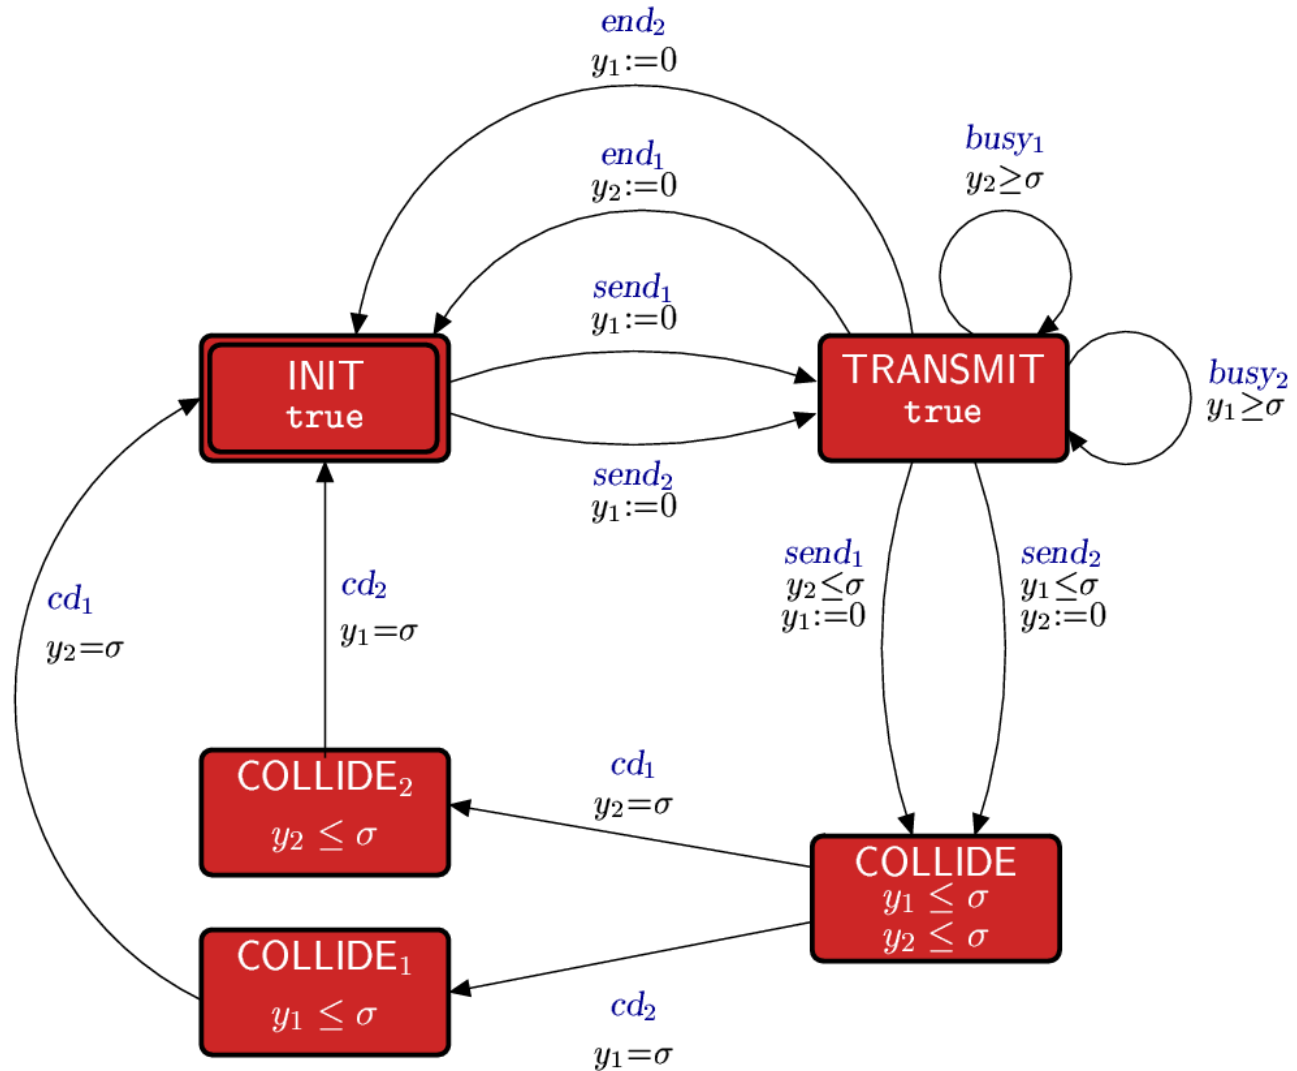 end₂
y₁:=0
end₁
y₂:=0
busy₁
y₂≥σ
send₁
y₁:=0
INIT
true
TRANSMIT
true
busy₂
y₁≥σ
send₂
y₁:=0
send₁
y₂≤σ
y₁:=0
send₂
y₁≤σ
y₂:=0
cd₁
y₂=σ
cd₂
y₁=σ
COLLIDE₂
y₂ ≤ σ
cd₁
y₂=σ
COLLIDE
y₁ ≤ σ
y₂ ≤ σ
COLLIDE₁
y₁ ≤ σ
cd₂
y₁=σ